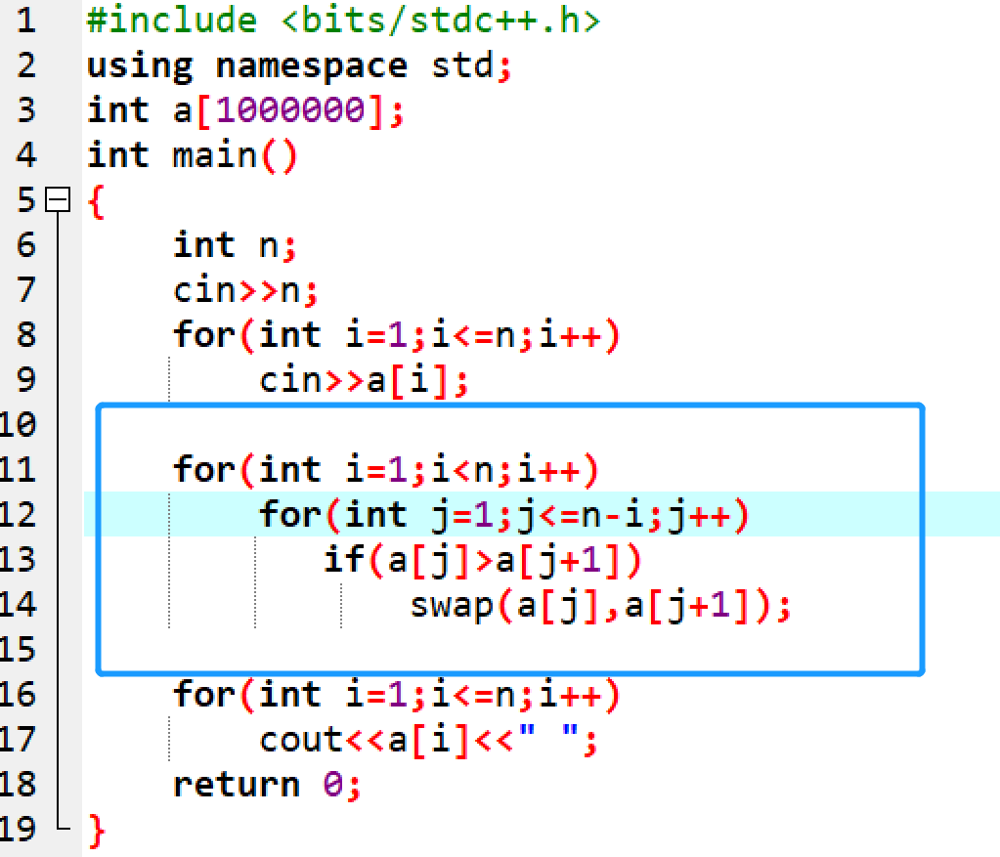 1 #include <bits/stdc++.h>
2 using namespace std;
3 int a[1000000];
4 int main()
5 {
6 int n;
7 cin>>n;
8 for(int i=1;i<=n;i++)
9 cin>>a[i];
10
11 for(int i=1;i<n;i++)
12 for(int j=1;j<=n-i;j++)
13 if(a[j]>a[j+1])
14 swap(a[j],a[j+1]);
15
16 for(int i=1;i<=n;i++)
17 cout<<a[i]<<" ";
18 return 0;
19 }